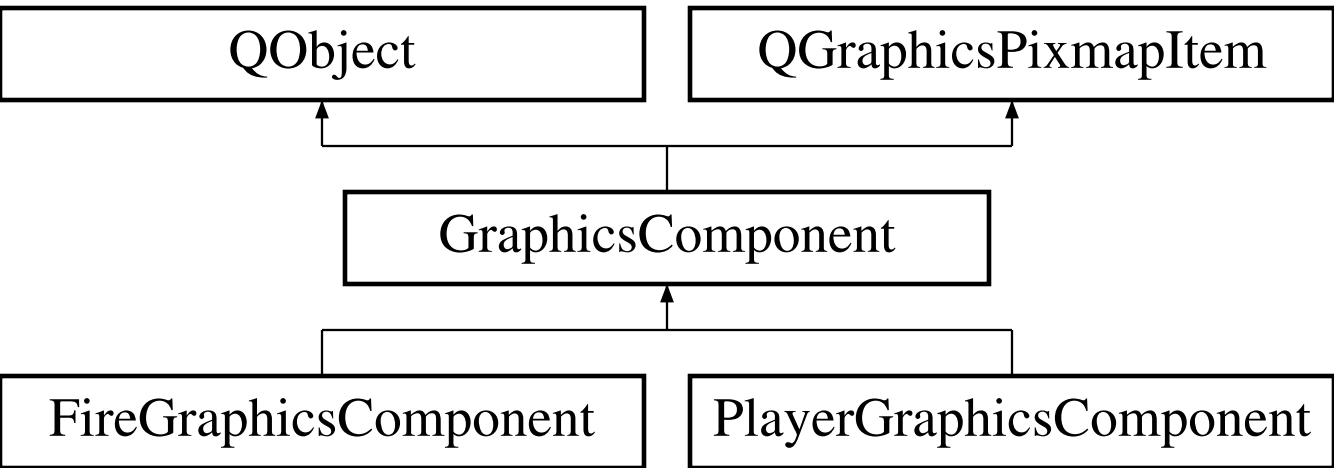 QObject
QGraphicsPixmapItem
GraphicsComponent
FireGraphicsComponent
PlayerGraphicsComponent